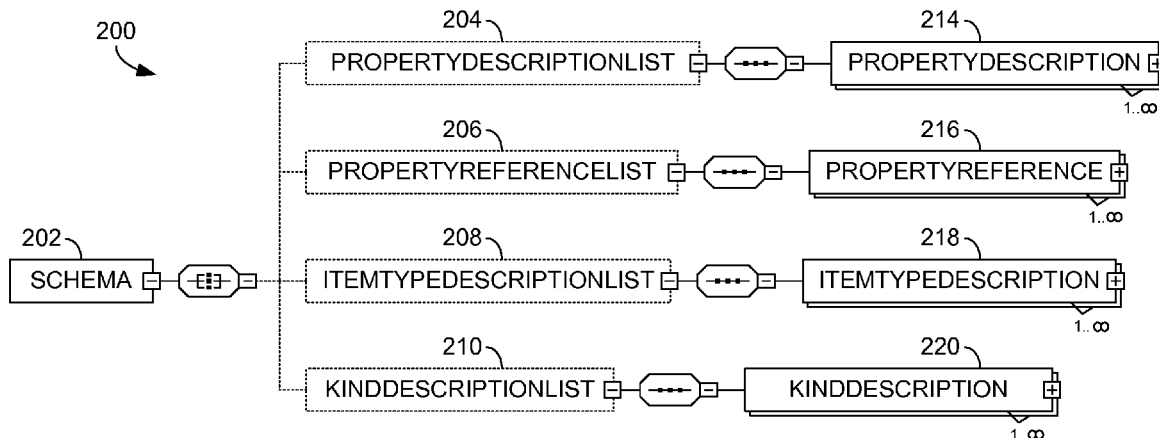 200
204
214
PROPERTYDESCRIPTIONLIST
PROPERTYDESCRIPTION
1..∞
206
216
PROPERTYREFERENCELIST
PROPERTYREFERENCE
1..∞
202
208
218
SCHEMA
ITEMTYPEDESCRIPTIONLIST
ITEMTYPEDESCRIPTION
1..∞
210
220
KINDDESCRIPTIONLIST
KINDDESCRIPTION
1..∞